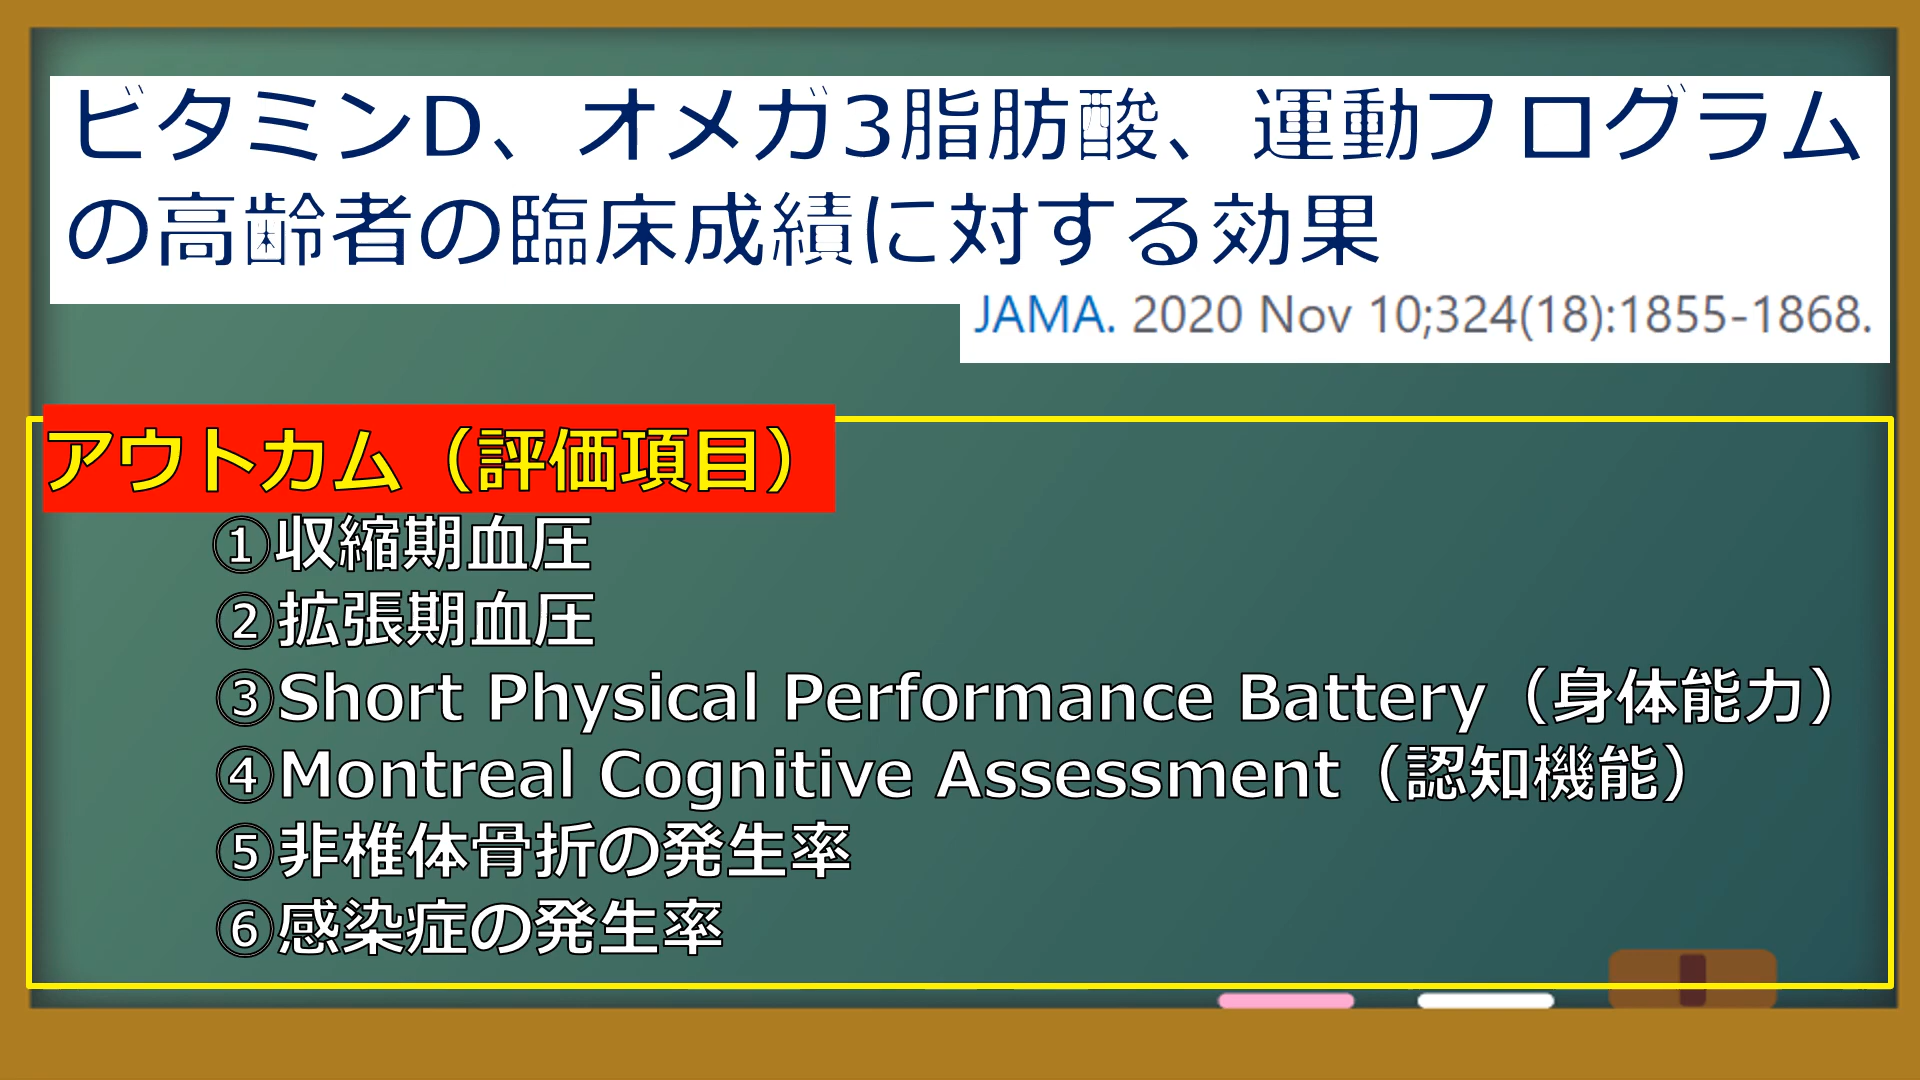 ビタミンD、オメガ3脂肪酸、運動プログラム
の高齢者の臨床成績に対する効果
JAMA. 2020 Nov 10;324(18):1855-1868.
アウトカム（評価項目）
①収縮期血圧
②拡張期血圧
③Short Physical Performance Battery（身体能力）
④Montreal Cognitive Assessment（認知機能）
⑤非椎体骨折の発生率
⑥感染症の発生率